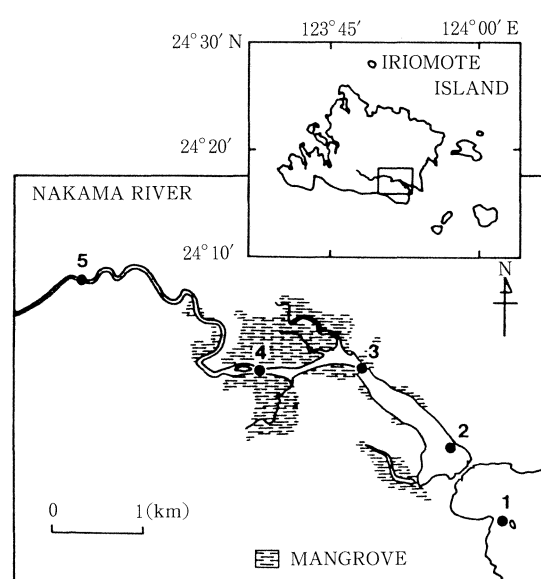 123°45′ 124°00′ E
24°30′ N
IRIOMOTE
ISLAND
24°20′
NAKAMA RIVER
24°10′
N
5
4
3
2
1
0 1(km)
MANGROVE